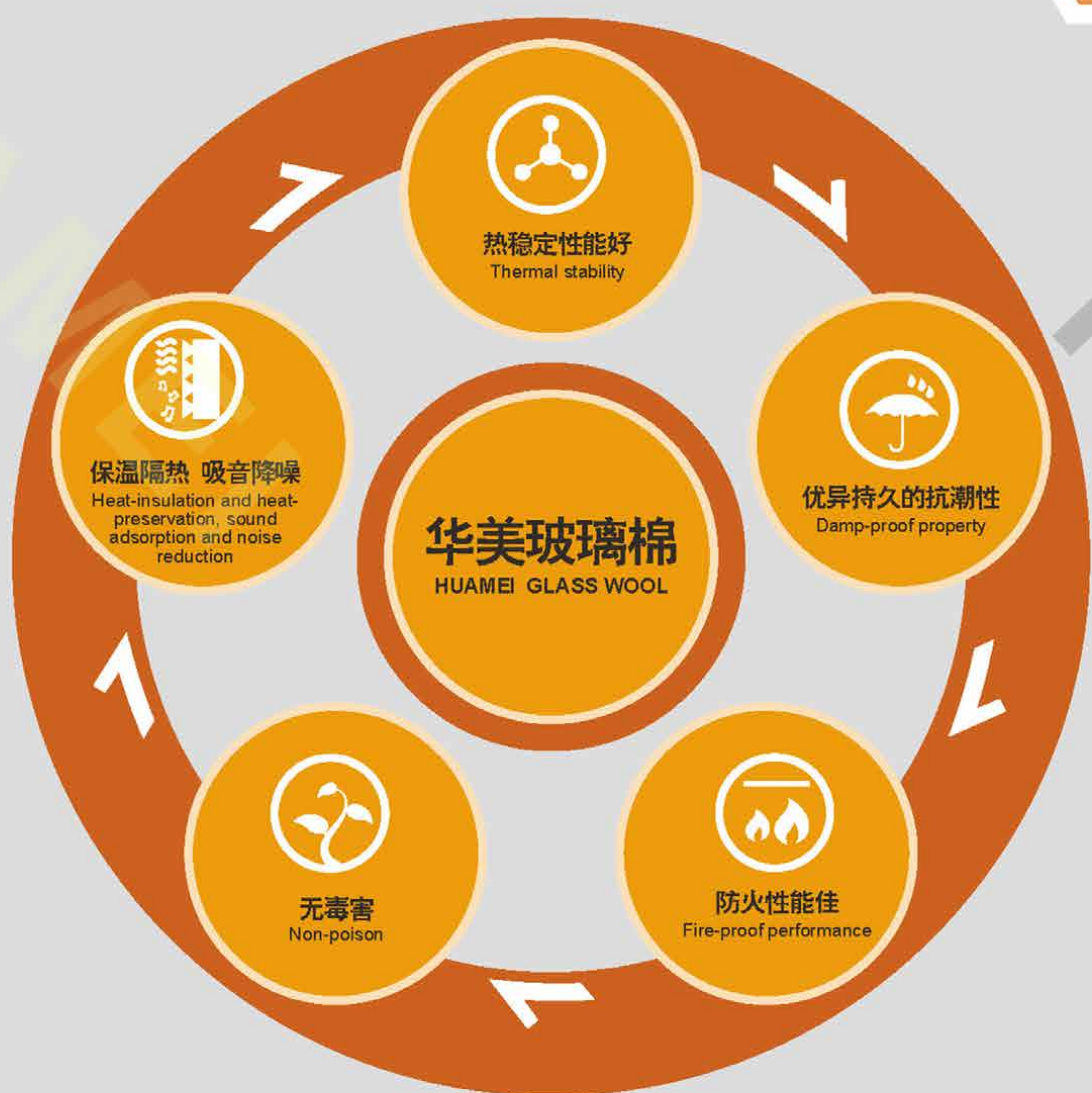 热稳定性能好
Thermal stability
保温隔热 吸音降噪
Heat-insulation and heat-
preservation, sound
adsorption and noise
reduction
优异持久的抗潮性
Damp-proof property
华美玻璃棉
HUAMEI GLASS WOOL
无毒害
Non-poison
防火性能佳
Fire-proof performance